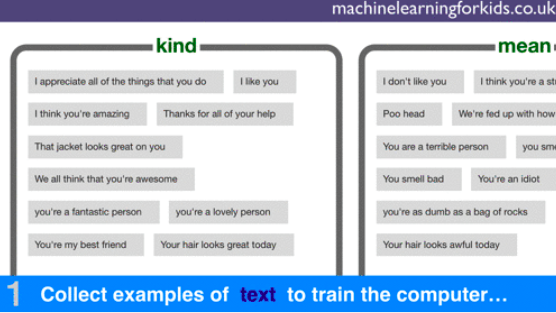 machinelearningforkids.co.uk
kind
I appreciate all of the things that you do
I like you
I think you're amazing
Thanks for all of your help
That jacket looks great on you
We all think that you're awesome
you're a fantastic person
you're a lovely person
You're my best friend
Your hair looks great today
mean
I don't like you
I think you're a
Poo head
We're fed up with how
You are a terrible person
you
You smell bad
You're an idiot
you're as dumb as a bag of rocks
Your hair looks awful today
1 Collect examples of text to train the computer...